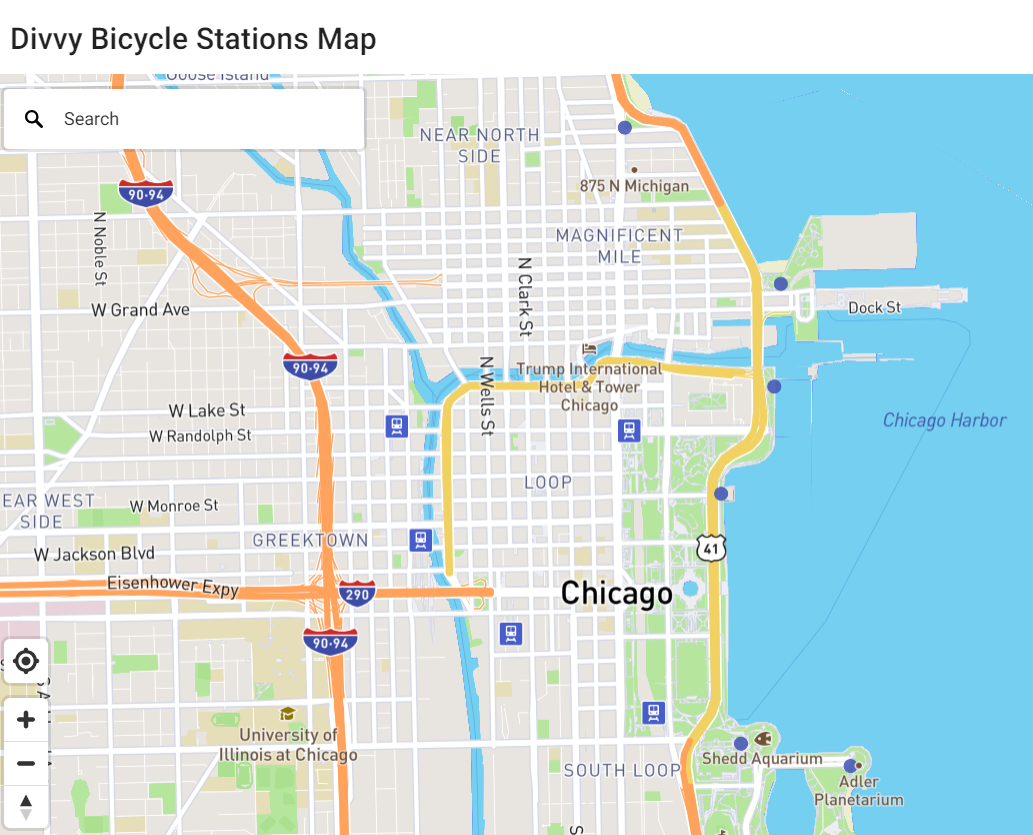 Divvy Bicycle Stations Map
Goose Island
Search
NEAR NORTH
SIDE
875 N Michigan
90-94
N Noble St
MAGNIFICENT
MILE
N Clark St
W Grand Ave
Dock St
90-94
Trump International
Hotel & Tower
Chicago
N Wells St
W Lake St
W Randolph St
Chicago Harbor
LOOP
EAR WEST
SIDE
W Monroe St
GREEKTOWN
41
W Jackson Blvd
Eisenhower Expy
290
Chicago
90-94
University of
Illinois at Chicago
Shedd Aquarium
SOUTH LOOP
Adler
Planetarium